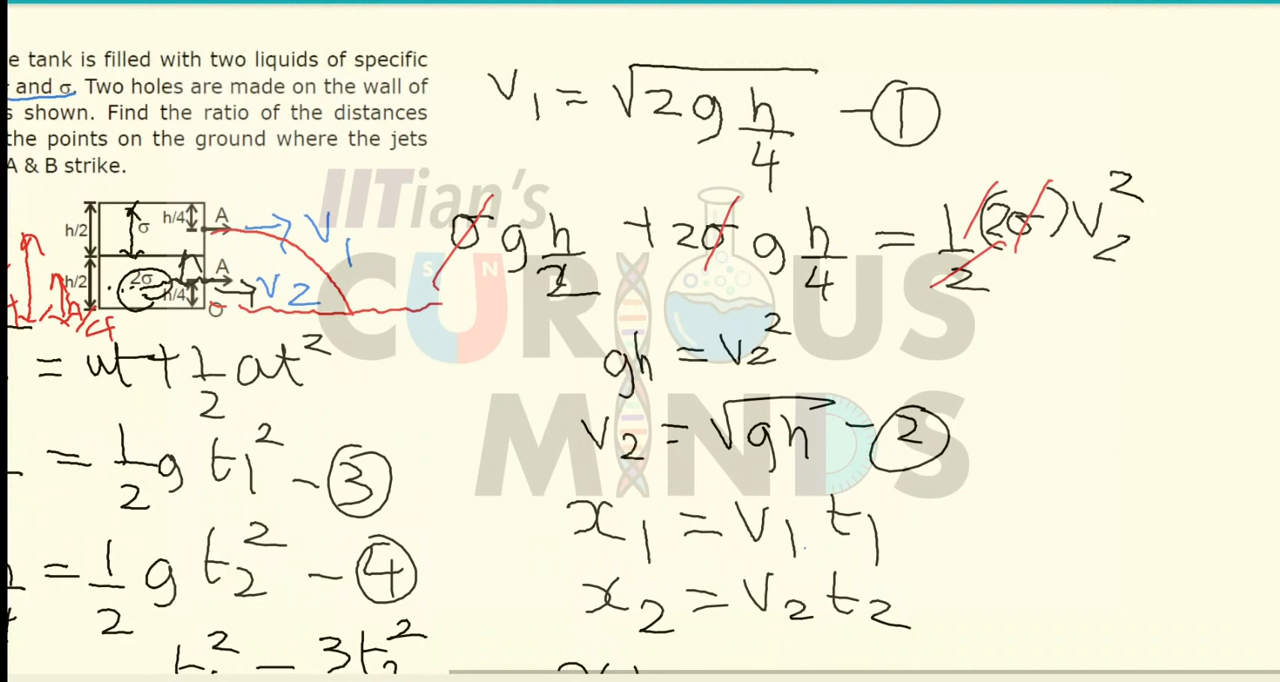 e tank is filled with two liquids of specific
and σ. Two holes are made on the wall of
s shown. Find the ratio of the distances
the points on the ground where the jets
A & B strike.
h/2 σ h/4 A V1
h/2 2σ h/4 A V2
O
= ut + 1/2 at²
= 1/2 g t1² - ③
= 1/2 g t2² - ④
t1² = 3t2²
V1 = √2g h/4 - ①
σ g h/2 + 2σ g h/4 = 1/2 (2σ) V2²
gh = V2²
V2 = √gh - ②
x1 = V1 t1
x2 = V2 t2
IITian's
CURIOUS
MINDS
S N